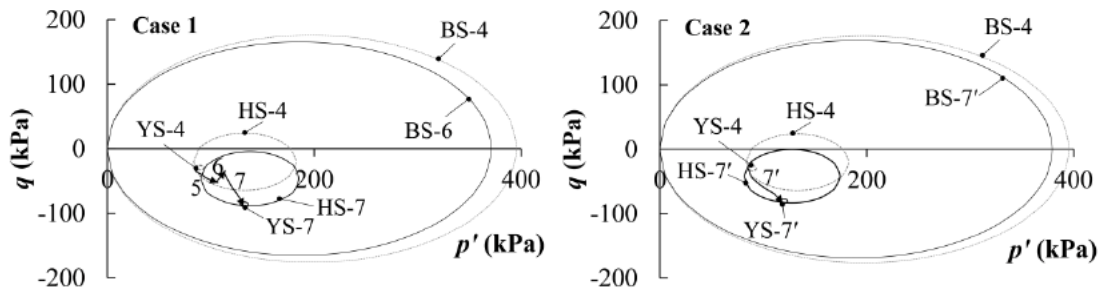 200
Case 1
BS-4
100
HS-4
YS-4
BS-6
q (kPa)
0
0
5
6
7
200
400
HS-7
-100
YS-7
p' (kPa)
-200
200
Case 2
BS-4
100
HS-4
BS-7'
YS-4
q (kPa)
0
HS-7'
0
7'
200
400
-100
YS-7'
p' (kPa)
-200